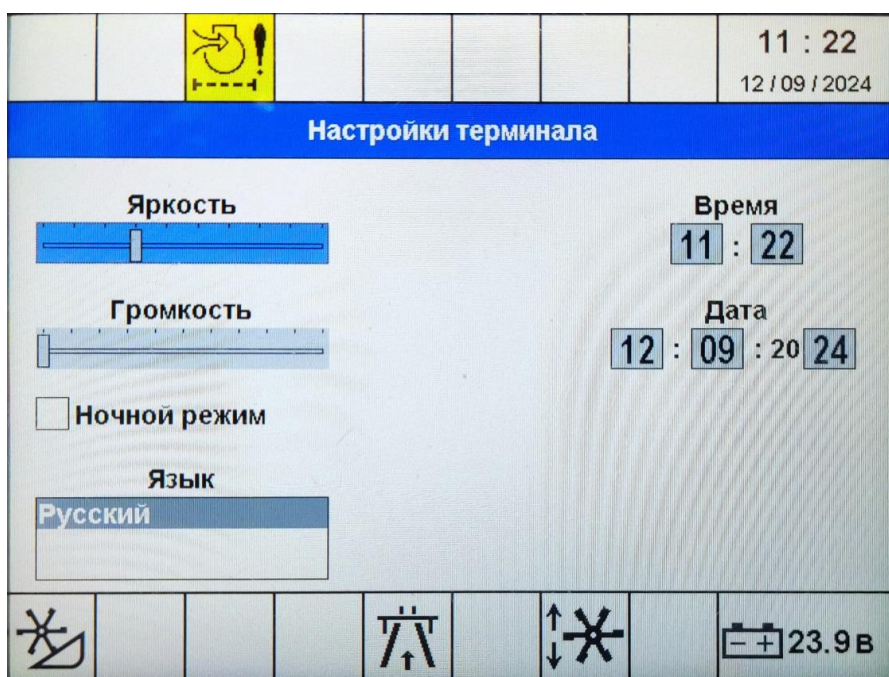 11 : 22
12 / 09 / 2024
Настройки терминала
Яркость
Время
11 : 22
Громкость
Дата
12 : 09 : 20 24
Ночной режим
Язык
Русский
23.9 В